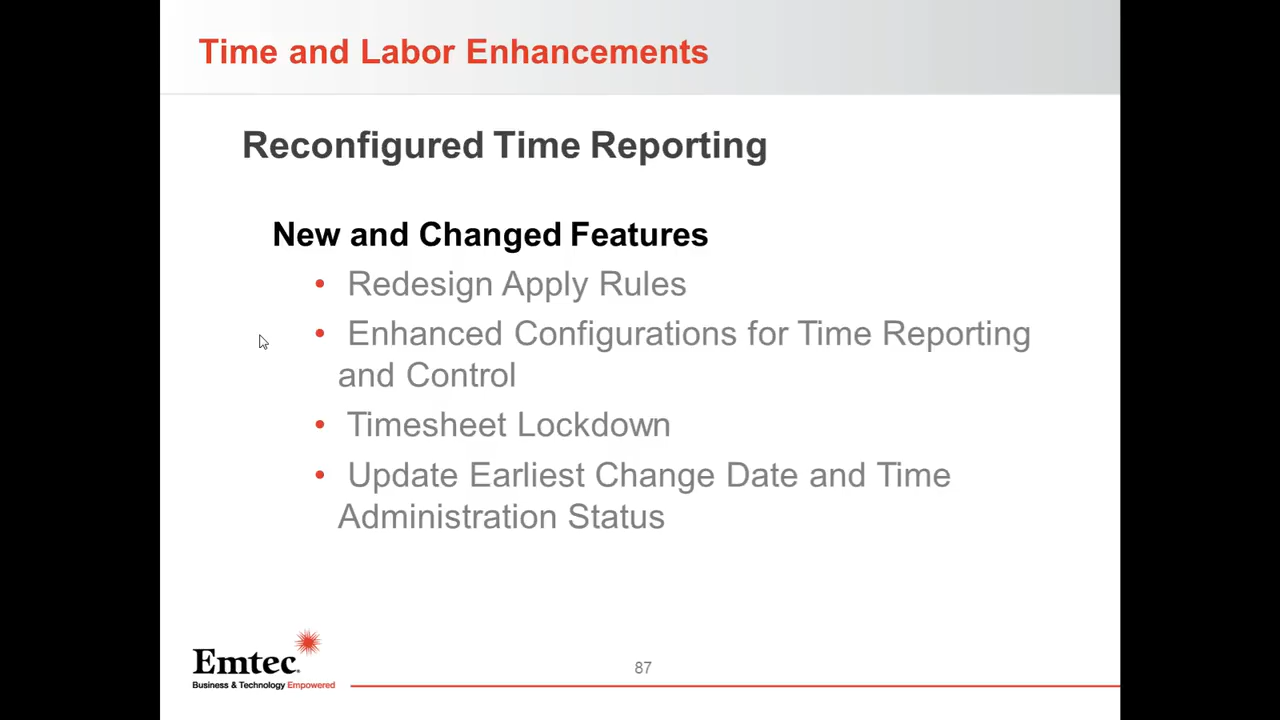 Time and Labor Enhancements
Reconfigured Time Reporting
New and Changed Features
• Redesign Apply Rules
• Enhanced Configurations for Time Reporting
and Control
• Timesheet Lockdown
• Update Earliest Change Date and Time
Administration Status
Emtec
Business & Technology Empowered
87